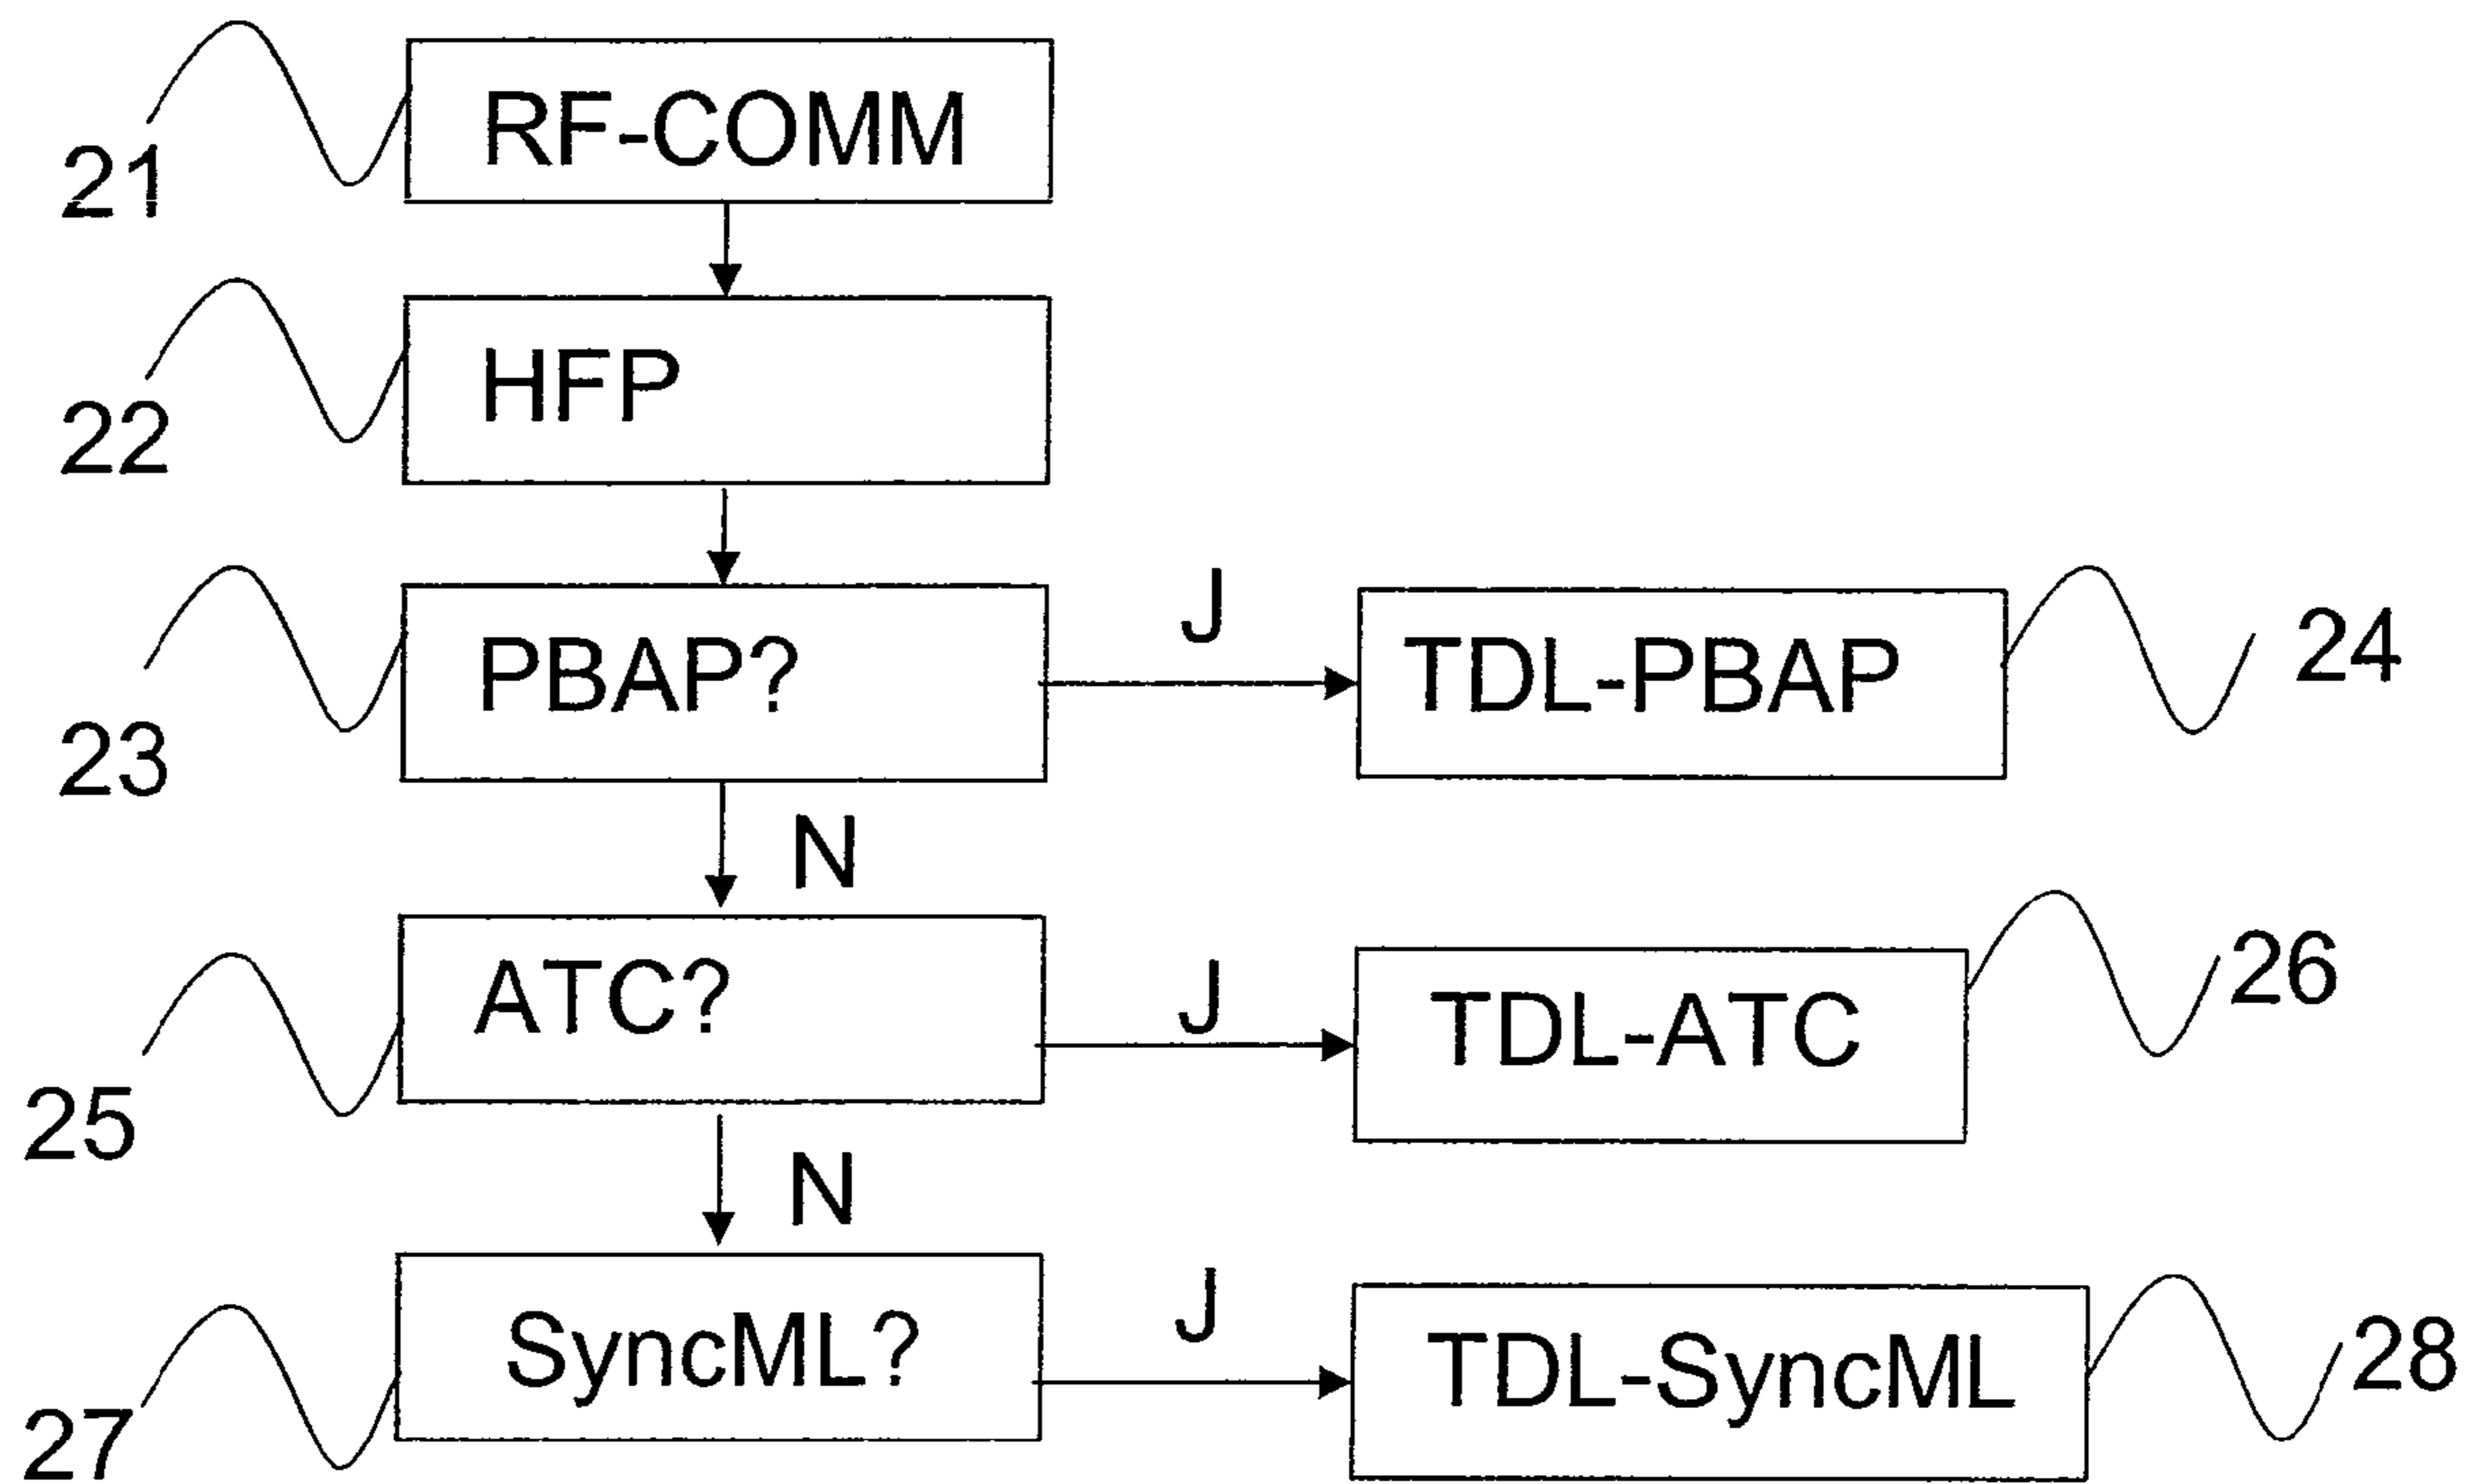 RF-COMM
21
HFP
22
PBAP?
J
TDL-PBAP
24
23
N
ATC?
J
TDL-ATC
26
25
N
SyncML?
J
TDL-SyncML
28
27